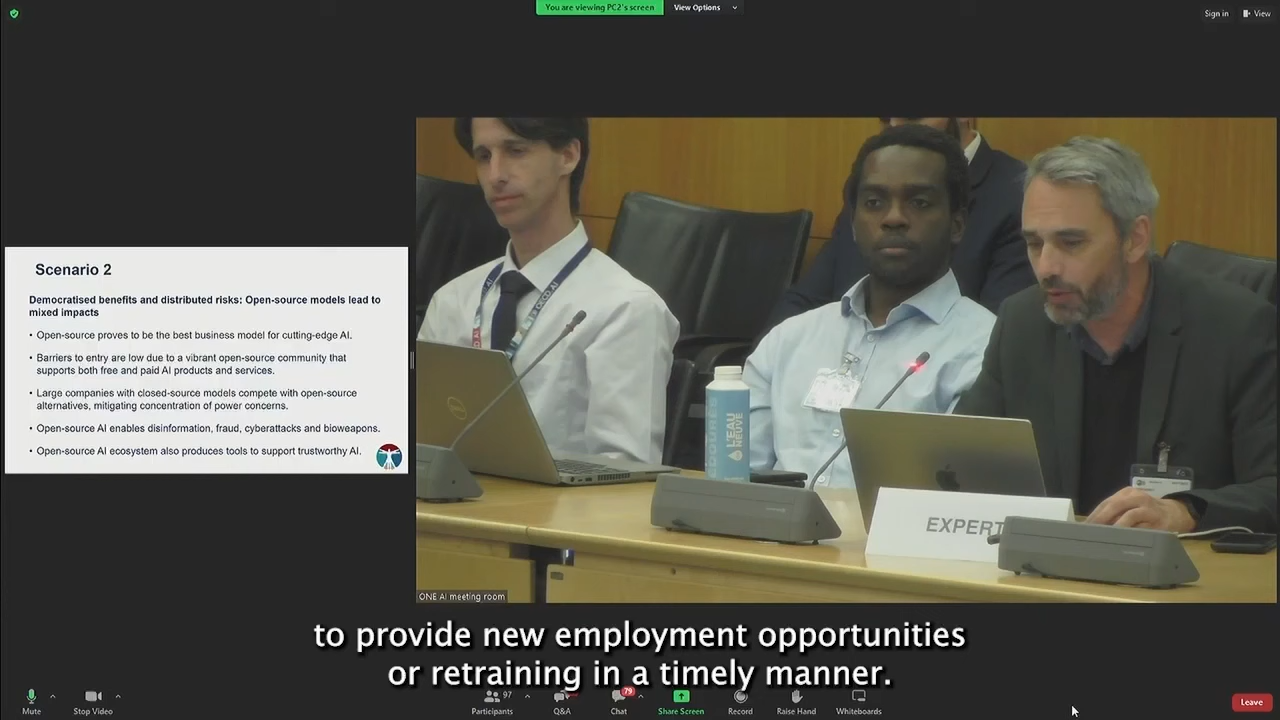 You are viewing PC2's screen
View Options
Sign in
View
Scenario 2
Democratised benefits and distributed risks: Open-source models lead to
mixed impacts
• Open-source proves to be the best business model for cutting-edge AI.
• Barriers to entry are low due to a vibrant open-source community that
supports both free and paid AI products and services.
• Large companies with closed-source models compete with open-source
alternatives, mitigating concentration of power concerns.
• Open-source AI enables disinformation, fraud, cyberattacks and bioweapons.
• Open-source AI ecosystem also produces tools to support trustworthy AI.
OECD.AI
L'EAU
NEUVE
EXPERT
ONE AI meeting room
to provide new employment opportunities
or retraining in a timely manner.
Mute
Stop Video
97
Participants
Q&A
79
Chat
Share Screen
Record
Raise Hand
Whiteboards
Leave